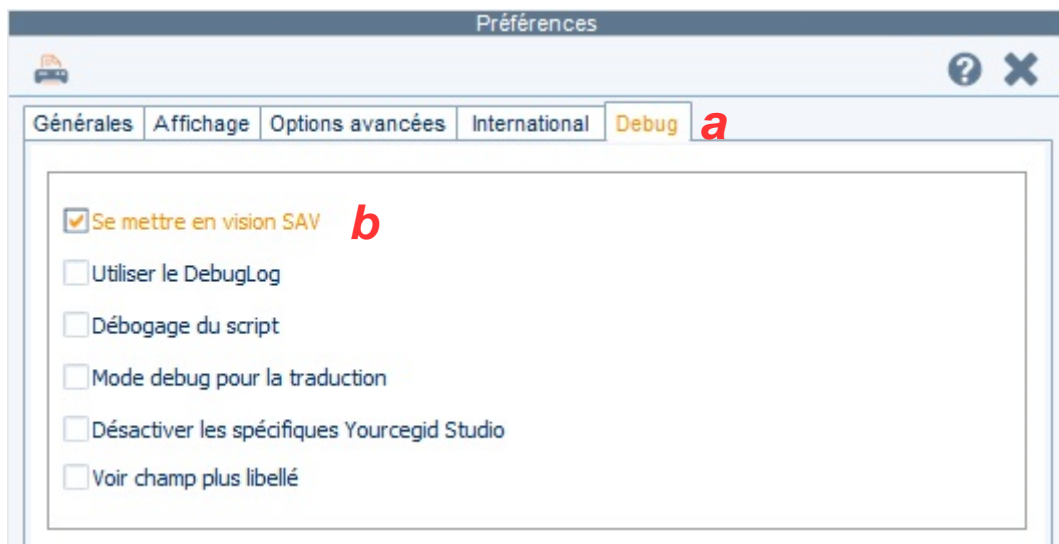 Préférences
Générales Affichage Options avancées International Debug a
Se mettre en vision SAV b
Utiliser le DebugLog
Débogage du script
Mode debug pour la traduction
Désactiver les spécifiques Yourcegid Studio
Voir champ plus libellé